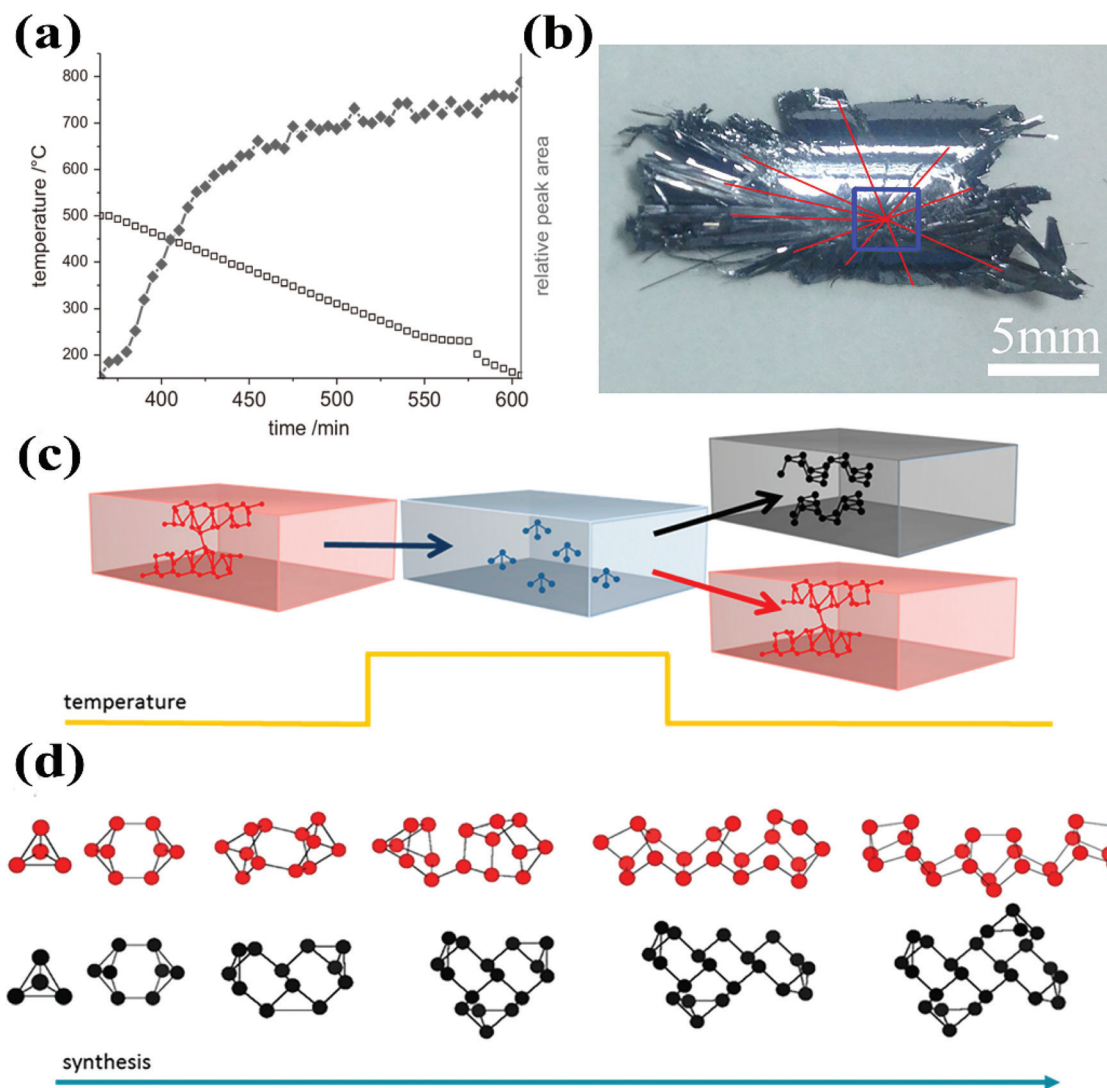 (a)
800
700
600
500
400
300
200
temperature /°C
relative peak area
400
450
500
550
600
time /min
(b)
5mm
(c)
temperature
(d)
synthesis